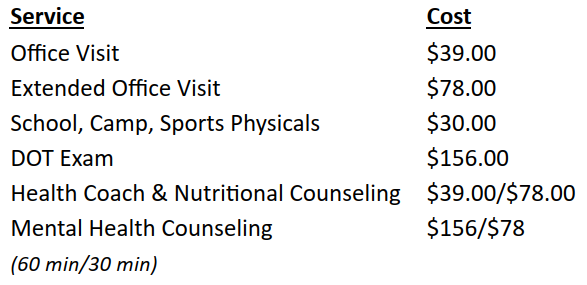 Service Cost
Office Visit $39.00
Extended Office Visit $78.00
School, Camp, Sports Physicals $30.00
DOT Exam $156.00
Health Coach & Nutritional Counseling $39.00/$78.00
Mental Health Counseling $156/$78
(60 min/30 min)